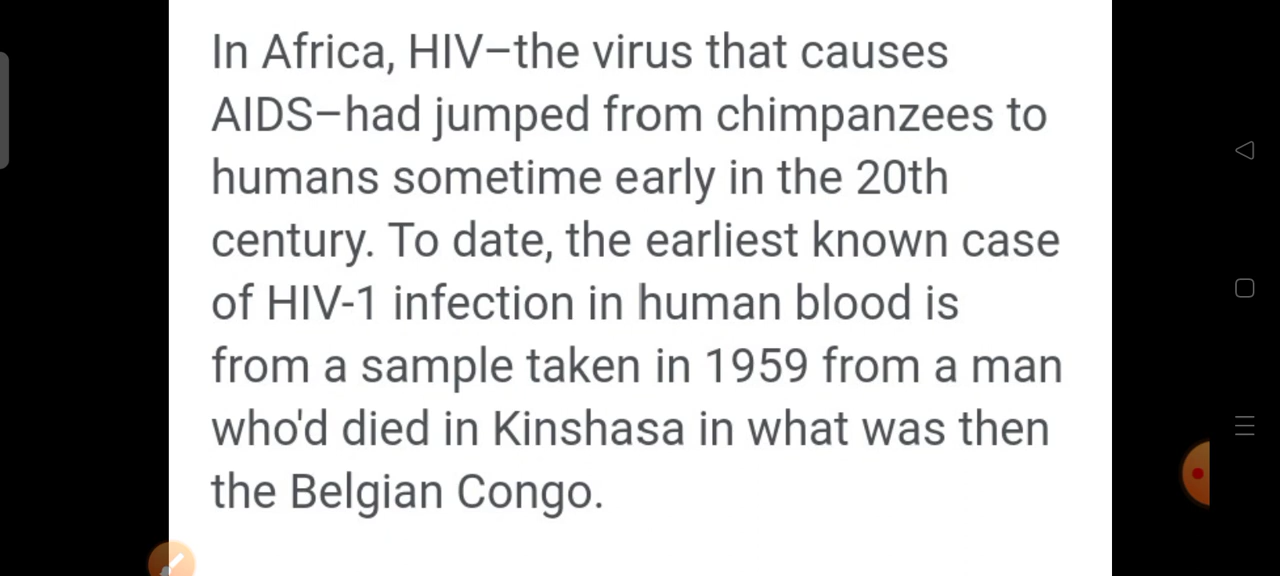 In Africa, HIV–the virus that causes
AIDS–had jumped from chimpanzees to
humans sometime early in the 20th
century. To date, the earliest known case
of HIV-1 infection in human blood is
from a sample taken in 1959 from a man
who'd died in Kinshasa in what was then
the Belgian Congo.